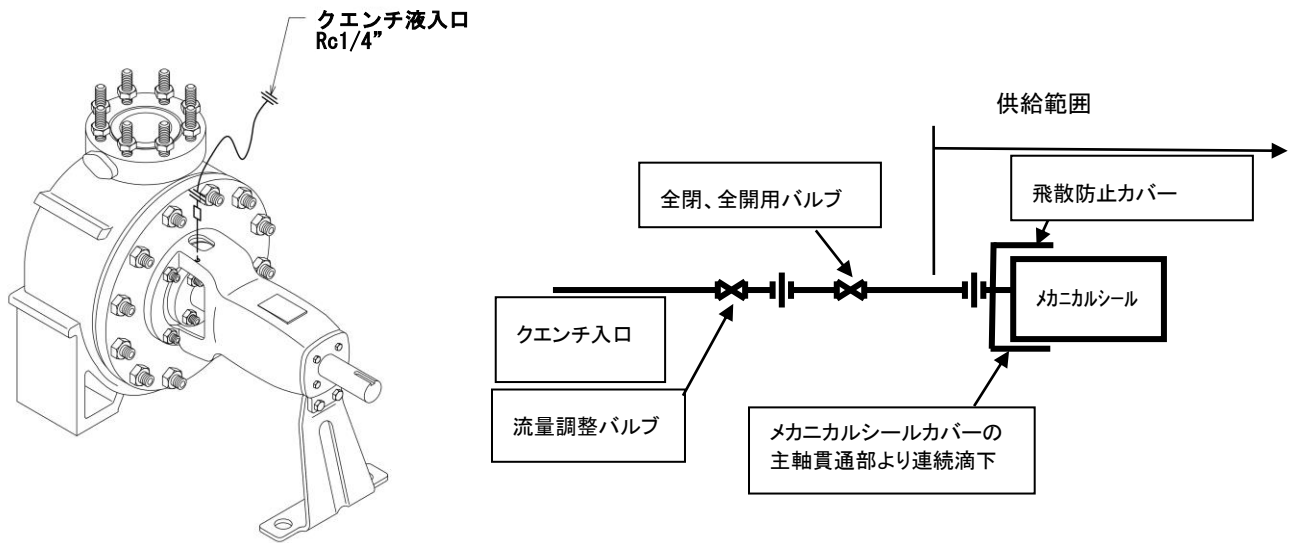 クエンチ液入口
Rc1/4”
供給範囲
全閉、全開用バルブ
飛散防止カバー
メカニカルシール
クエンチ入口
流量調整バルブ
メカニカルシールカバーの
主軸貫通部より連続滴下